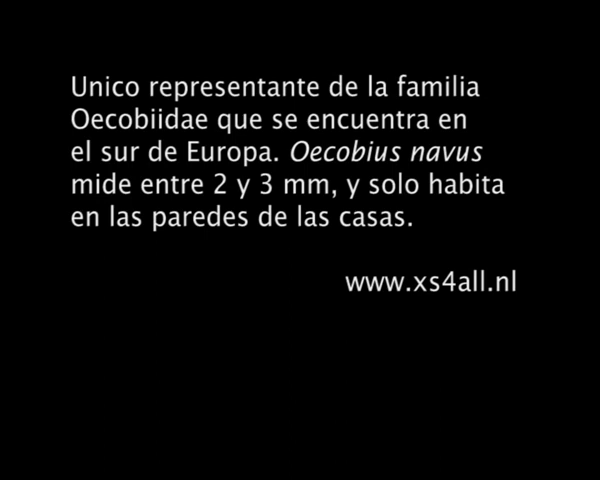 Unico representante de la familia
Oecobiidae que se encuentra en
el sur de Europa. Oecobius navus
mide entre 2 y 3 mm, y solo habita
en las paredes de las casas.
www.xs4all.nl